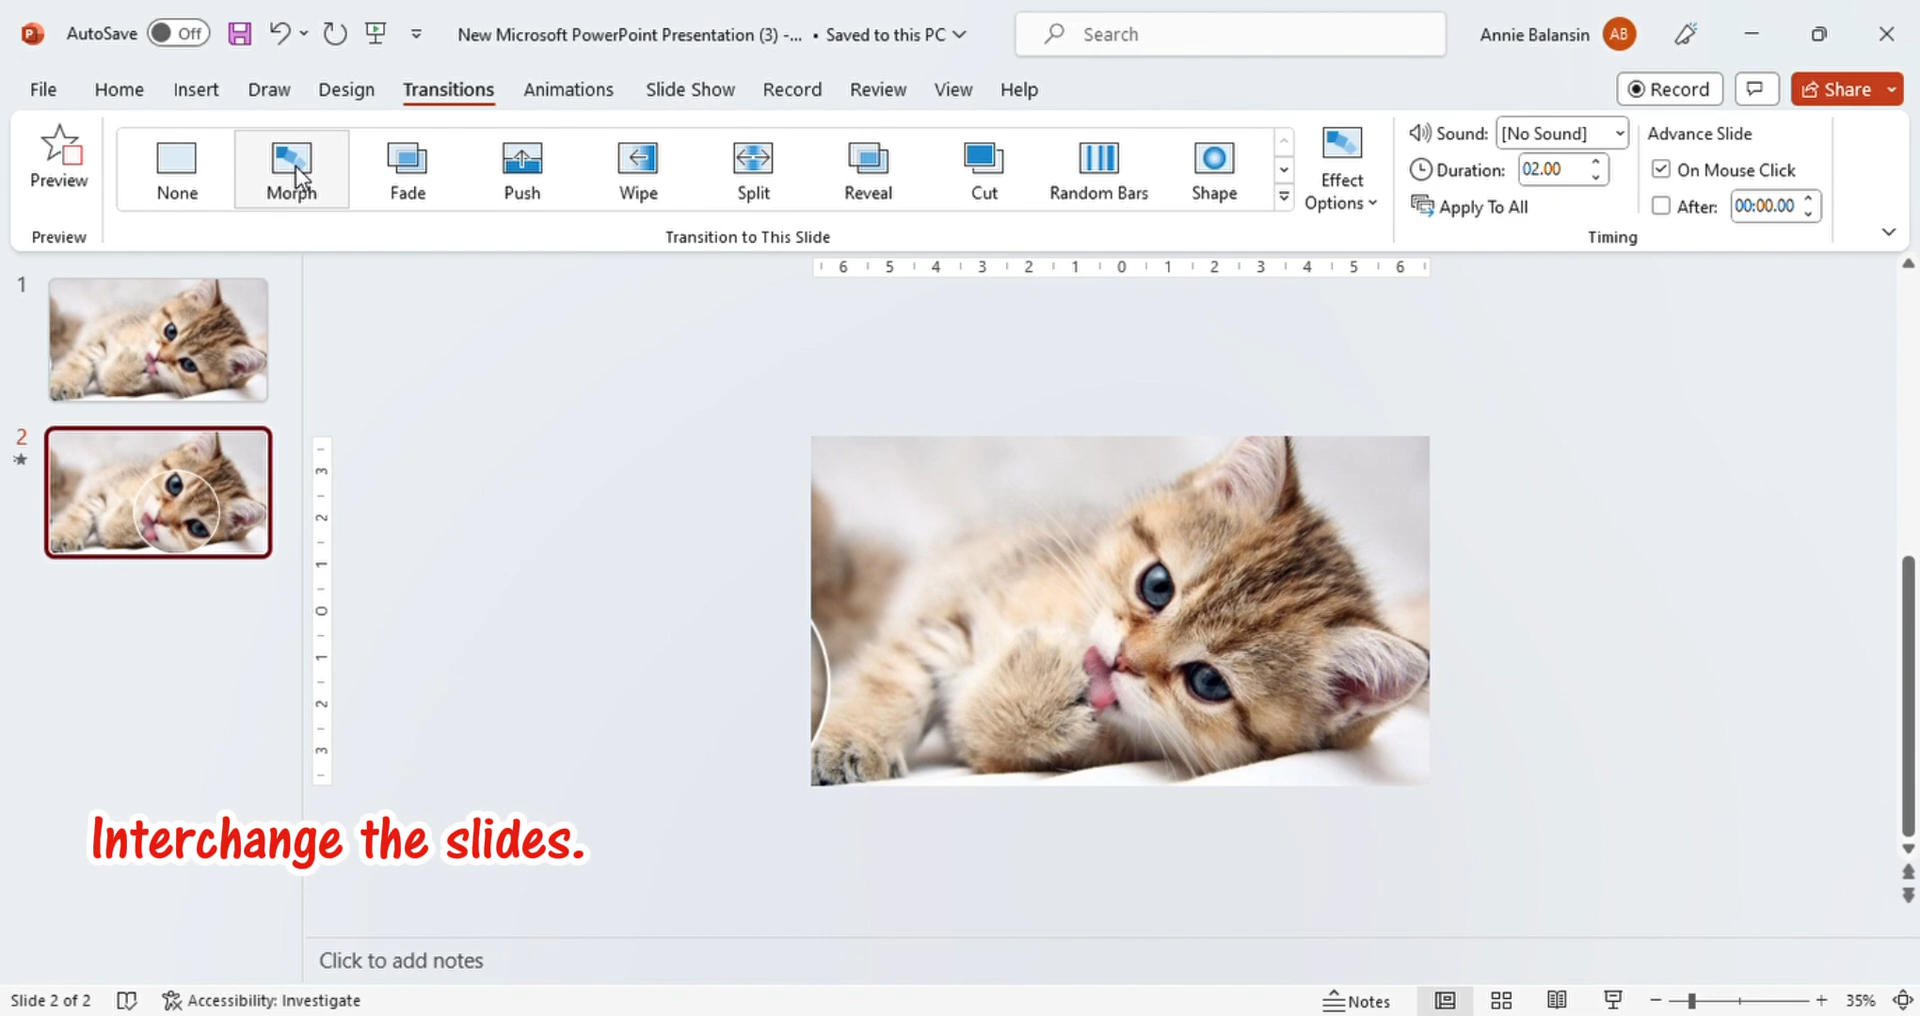 AutoSave Off New Microsoft PowerPoint Presentation (3) -... • Saved to this PC Search Annie Balansin AB
File Home Insert Draw Design Transitions Animations Slide Show Record Review View Help Record Share
Preview
None Morph Fade Push Wipe Split Reveal Cut Random Bars Shape
Effect
Options
Sound: [No Sound]
Duration: 02.00
Apply To All
Advance Slide
On Mouse Click
After: 00:00.00
Preview Transition to This Slide Timing
6 5 4 3 2 1 0 1 2 3 4 5 6
1
2
3
2
1
0
1
2
3
Interchange the slides.
Click to add notes
Slide 2 of 2 Accessibility: Investigate Notes 35%